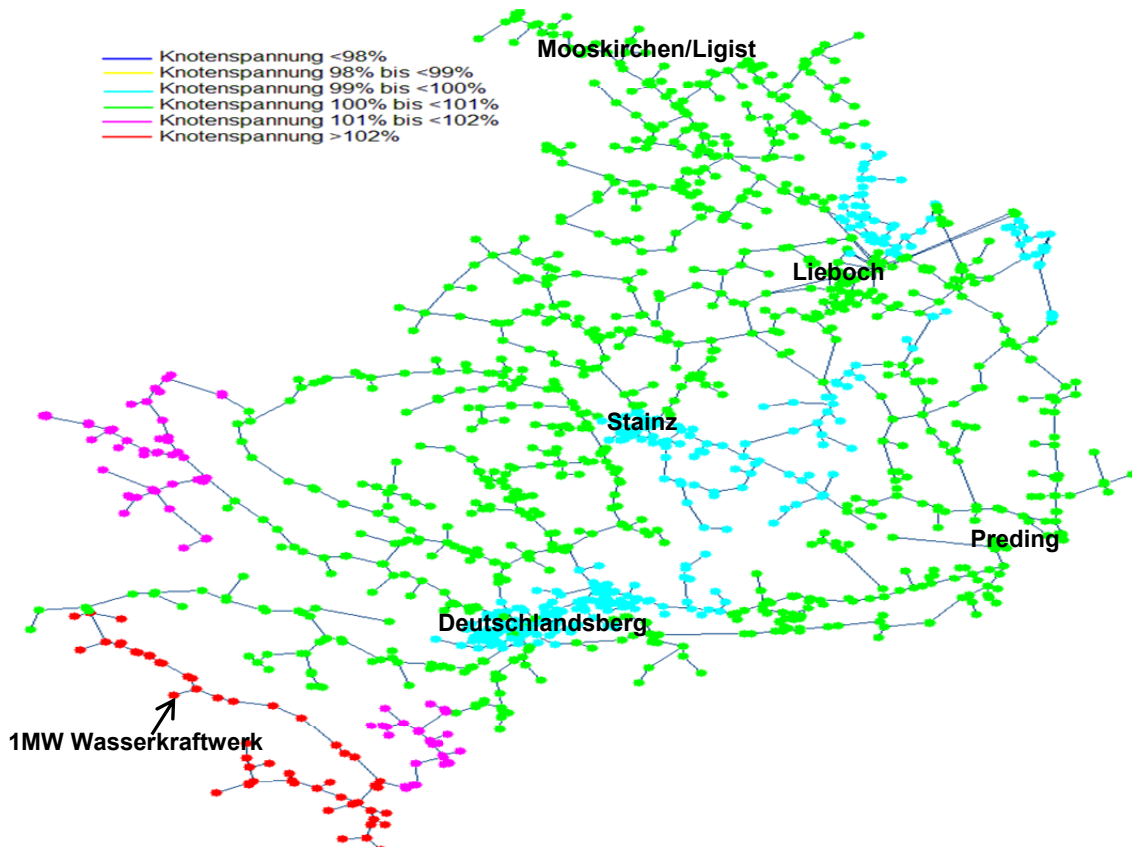 Mooskirchen/Ligist
Knotenspannung <98%
Knotenspannung 98% bis <99%
Knotenspannung 99% bis <100%
Knotenspannung 100% bis <101%
Knotenspannung 101% bis <102%
Knotenspannung >102%
Lieboch
Stainz
Preding
Deutschlandsberg
1MW Wasserkraftwerk